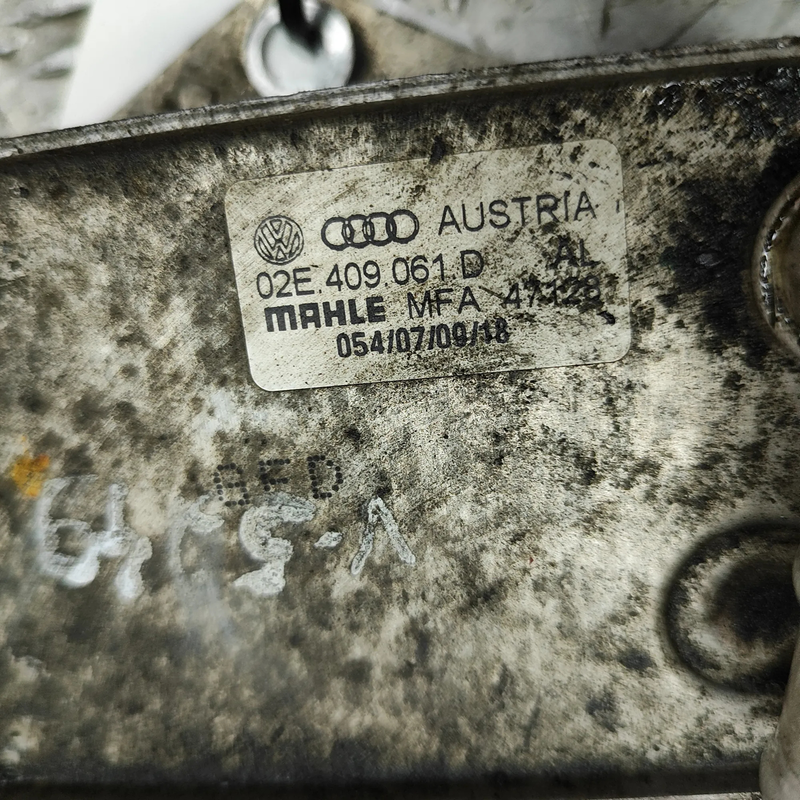 AUSTRIA
02E.409.061.D AL
MAHLE MFA 47128
054/07/09/18